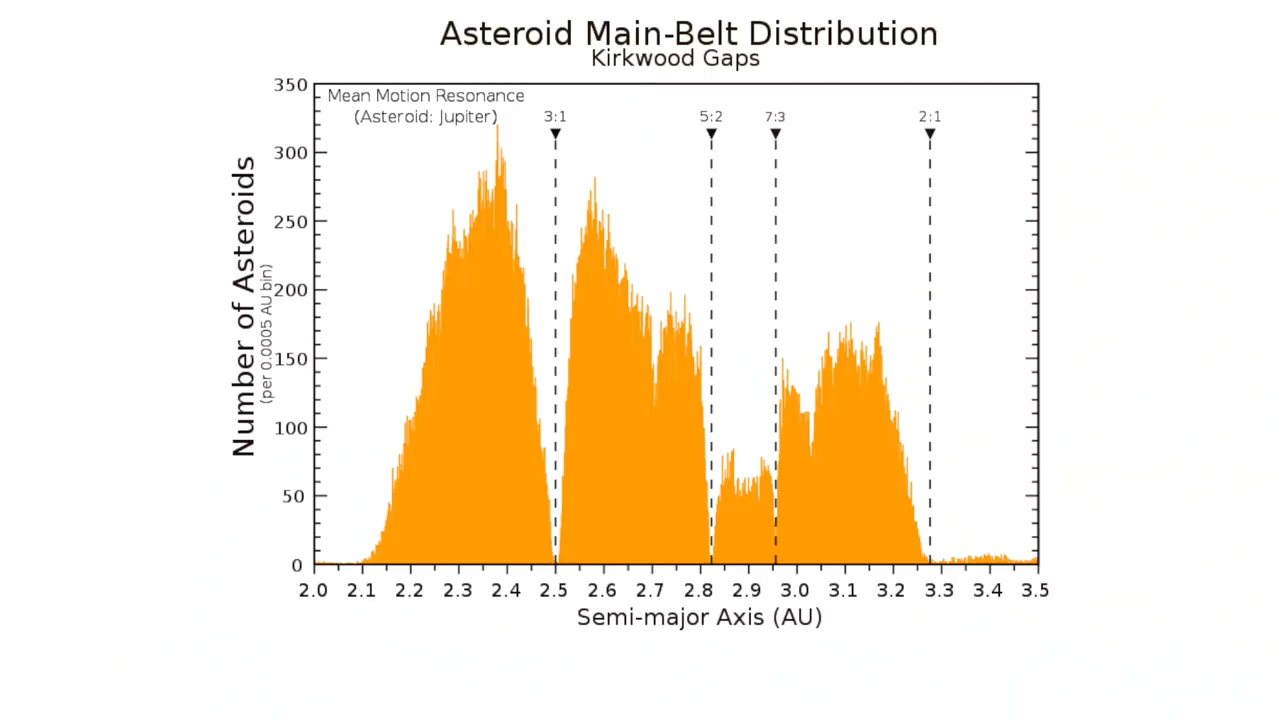 Asteroid Main-Belt Distribution
Kirkwood Gaps
Mean Motion Resonance
(Asteroid: Jupiter)
3:1
5:2
7:3
2:1
350
300
250
200
150
100
50
0
Number of Asteroids
(per 0.0005 AU bin)
2.0 2.1 2.2 2.3 2.4 2.5 2.6 2.7 2.8 2.9 3.0 3.1 3.2 3.3 3.4 3.5
Semi-major Axis (AU)